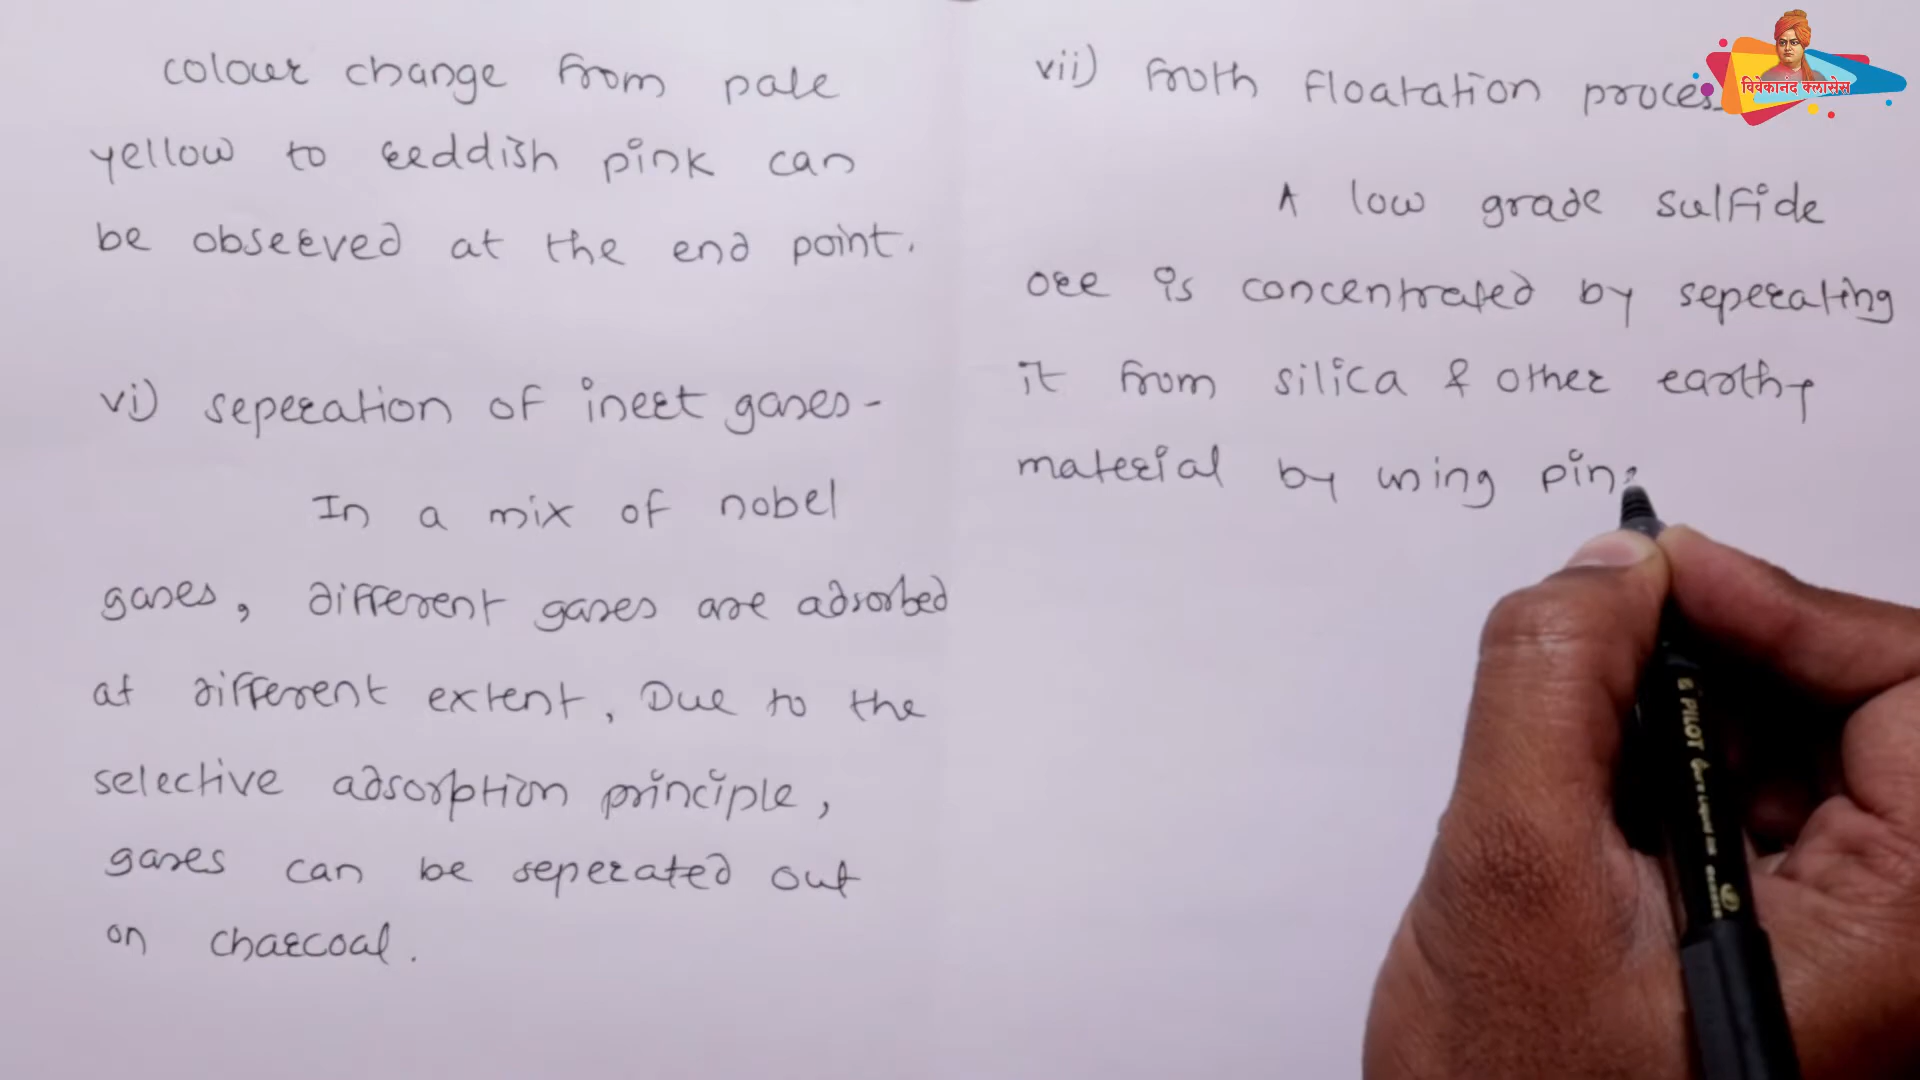 colour change from pale
yellow to reddish pink can
be observed at the end point.
vi) seperation of inert gases -
In a mix of nobel
gases, different gases are adsorbed
at different extent, Due to the
selective adsorption principle,
gases can be seperated out
on charcoal.
vii) Froth Floatation proces
A low grade sulfide
ore is concentrated by seperating
it from silica & other earthy
material by using pine
विवेकानंद क्लासेस
PILOT